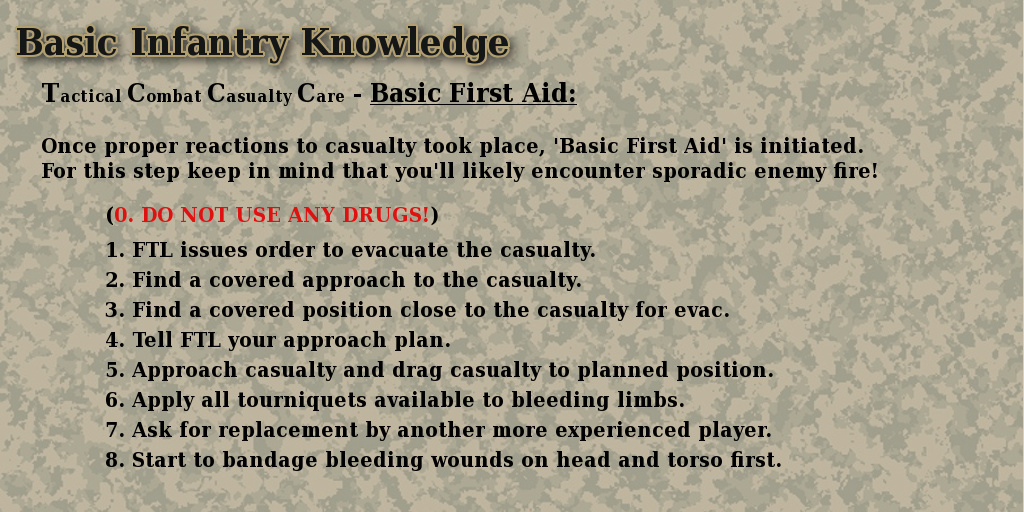 Basic Infantry Knowledge
Tactical Combat Casualty Care - Basic First Aid:
Once proper reactions to casualty took place, 'Basic First Aid' is initiated.
For this step keep in mind that you'll likely encounter sporadic enemy fire!
(0. DO NOT USE ANY DRUGS!)
1. FTL issues order to evacuate the casualty.
2. Find a covered approach to the casualty.
3. Find a covered position close to the casualty for evac.
4. Tell FTL your approach plan.
5. Approach casualty and drag casualty to planned position.
6. Apply all tourniquets available to bleeding limbs.
7. Ask for replacement by another more experienced player.
8. Start to bandage bleeding wounds on head and torso first.